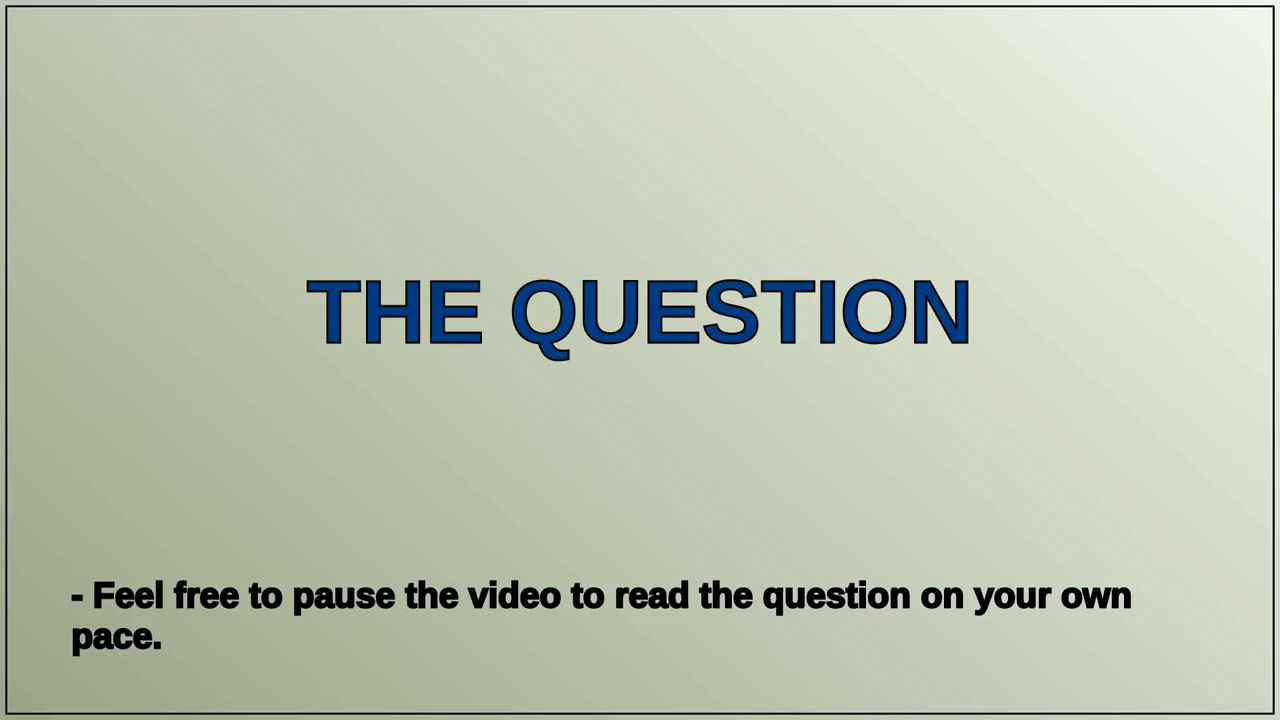 THE QUESTION
- Feel free to pause the video to read the question on your own
pace.